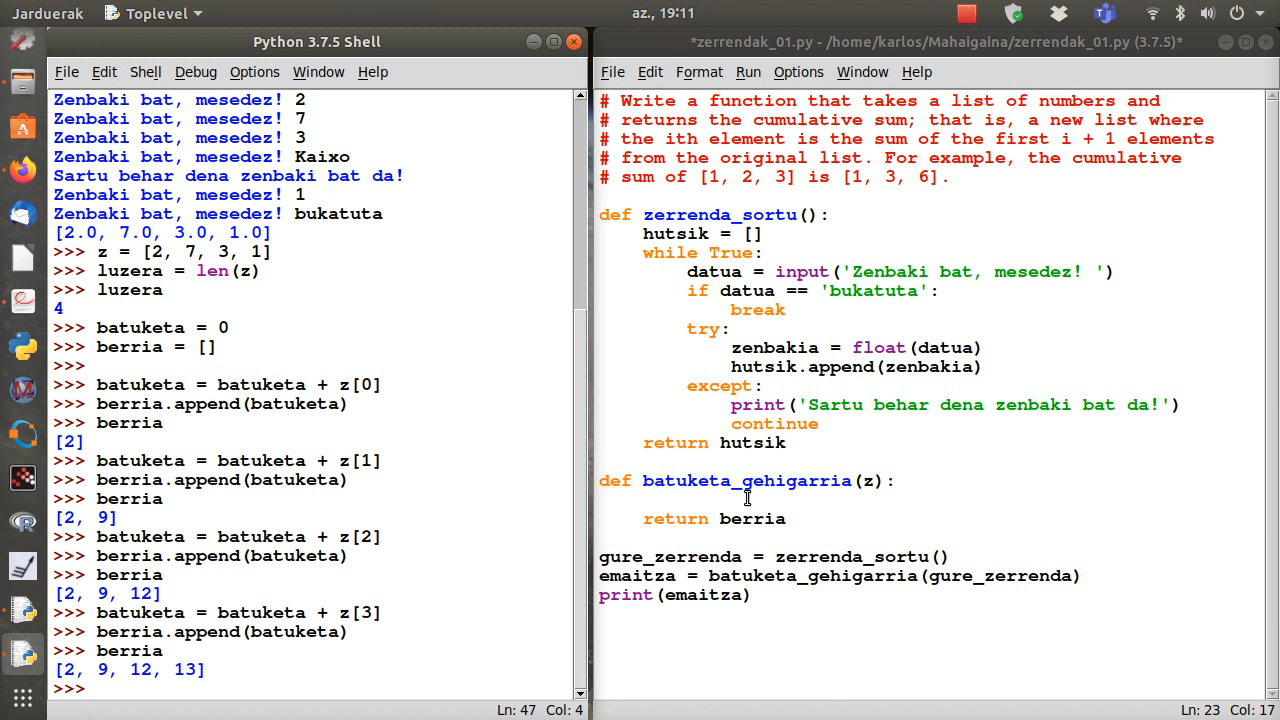 Jarduerak
Toplevel
az., 19:11
Python 3.7.5 Shell
File Edit Shell Debug Options Window Help
Zenbaki bat, mesedez! 2
Zenbaki bat, mesedez! 7
Zenbaki bat, mesedez! 3
Zenbaki bat, mesedez! Kaixo
Sartu behar dena zenbaki bat da!
Zenbaki bat, mesedez! 1
Zenbaki bat, mesedez! bukatuta
[2.0, 7.0, 3.0, 1.0]
>>> z = [2, 7, 3, 1]
>>> luzera = len(z)
>>> luzera
4
>>> batuketa = 0
>>> berria = []
>>>
>>> batuketa = batuketa + z[0]
>>> berria.append(batuketa)
>>> berria
[2]
>>> batuketa = batuketa + z[1]
>>> berria.append(batuketa)
>>> berria
[2, 9]
>>> batuketa = batuketa + z[2]
>>> berria.append(batuketa)
>>> berria
[2, 9, 12]
>>> batuketa = batuketa + z[3]
>>> berria.append(batuketa)
>>> berria
[2, 9, 12, 13]
>>>
Ln: 47 Col: 4
*zerrendak_01.py - /home/karlos/Mahaigaina/zerrendak_01.py (3.7.5)*
File Edit Format Run Options Window Help
# Write a function that takes a list of numbers and
# returns the cumulative sum; that is, a new list where
# the ith element is the sum of the first i + 1 elements
# from the original list. For example, the cumulative
# sum of [1, 2, 3] is [1, 3, 6].
def zerrenda_sortu():
    hutsik = []
    while True:
        datua = input('Zenbaki bat, mesedez! ')
        if datua == 'bukatuta':
            break
        try:
            zenbakia = float(datua)
            hutsik.append(zenbakia)
        except:
            print('Sartu behar dena zenbaki bat da!')
            continue
    return hutsik
def batuketa_gehigarria(z):
    return berria
gure_zerrenda = zerrenda_sortu()
emaitza = batuketa_gehigarria(gure_zerrenda)
print(emaitza)
Ln: 23 Col: 17